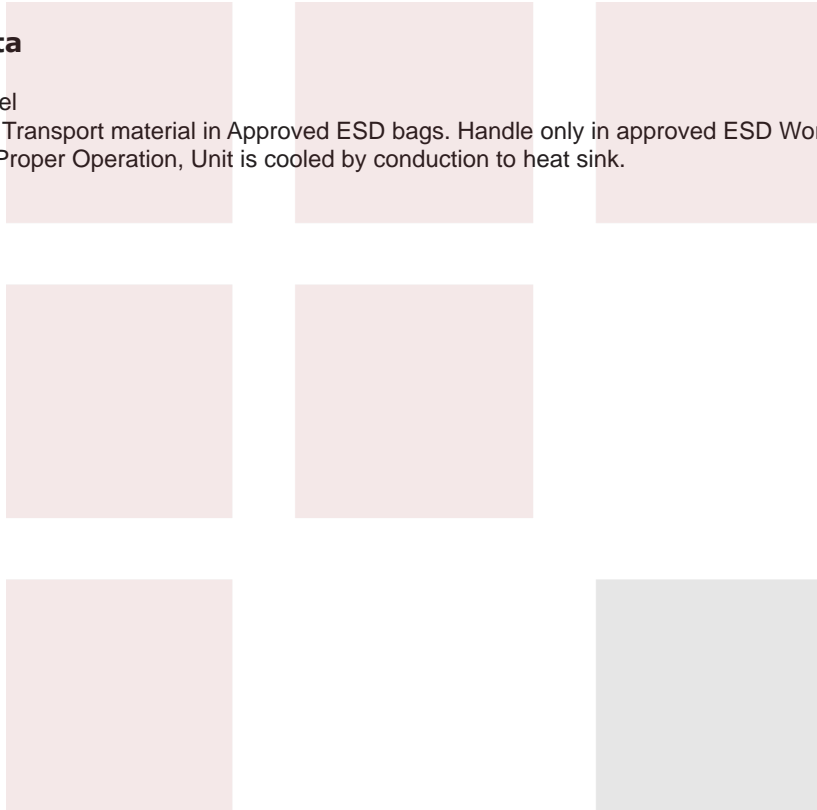 ta
el
Transport material in Approved ESD bags. Handle only in approved ESD Wor
Proper Operation, Unit is cooled by conduction to heat sink.